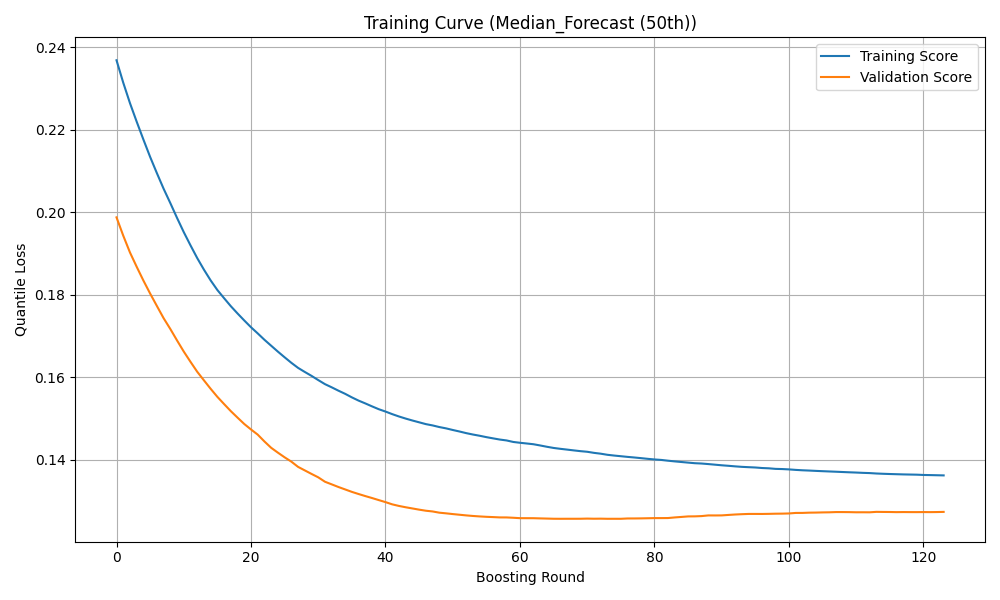 Training Curve (Median_Forecast (50th))
Training Score
Validation Score
Quantile Loss
0.24
0.22
0.20
0.18
0.16
0.14
0 20 40 60 80 100 120
Boosting Round